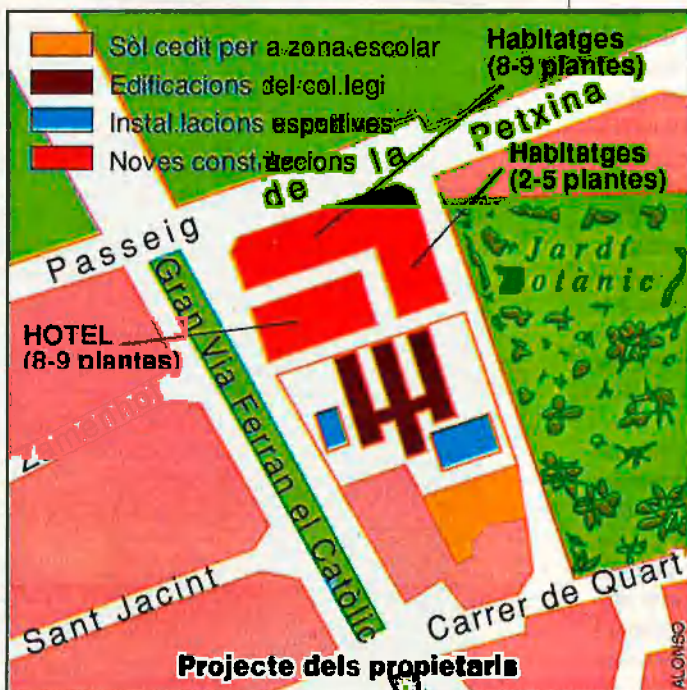 Sòl cedit per a zona escolar
Edificacions del col.legi
Instal.lacions esportives
Noves construccions
Habitatges
(8-9 plantes)
Passeig de la Petxina
Habitatges
(2-5 plantes)
Jardí
Botànic
HOTEL
(8-9 plantes)
Gran Via Ferran el Catòlic
Zamenhof
Sant Jacint
Carrer de Quart
Projecte dels propietaris
ALONSO